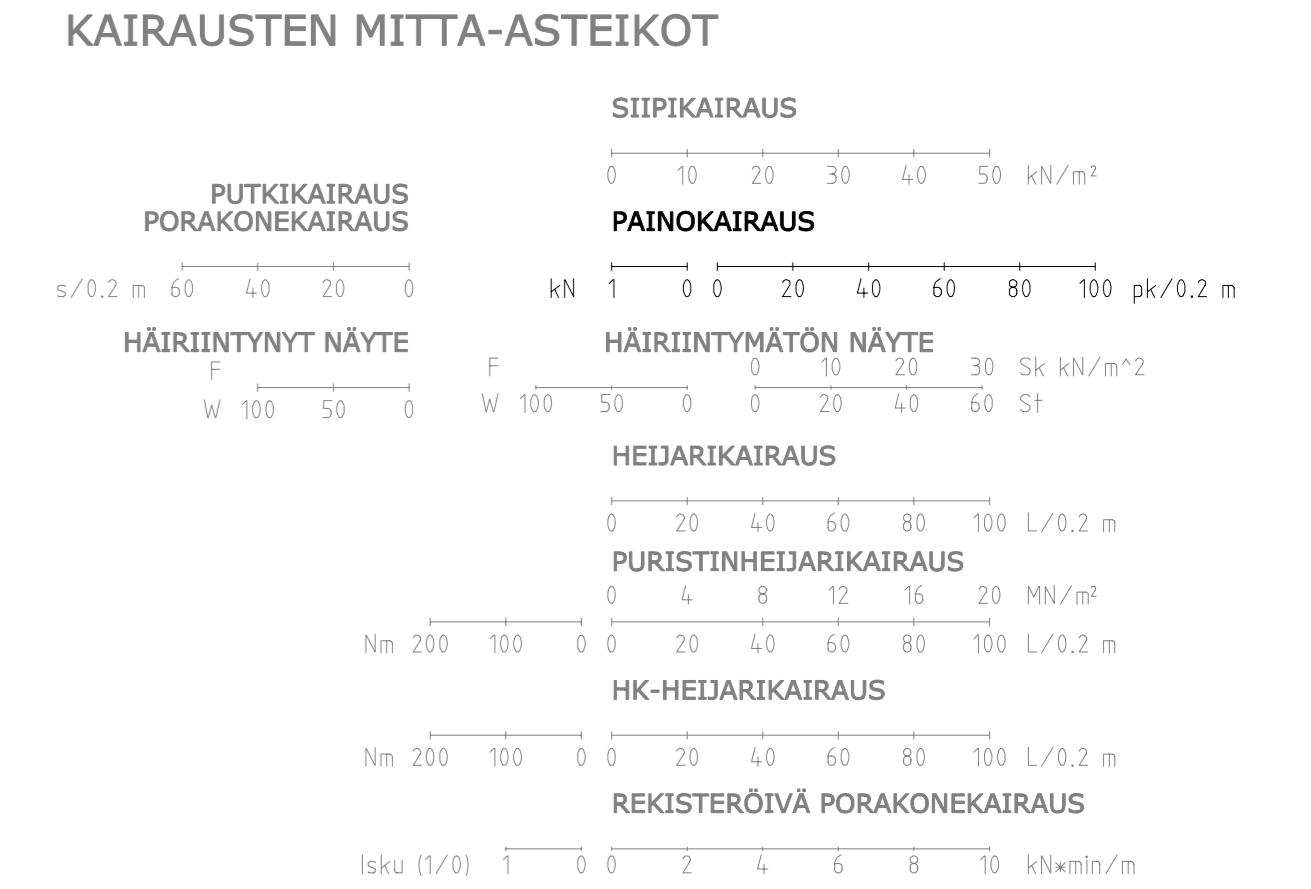 KAIRAUSTEN MITTA-ASTEIKOT
SIIPIKAIRAUS
0 10 20 30 40 50 kN/m²
PUTKIKAIRAUS
PORAKONEKAIRAUS
s/0.2 m 60 40 20 0
PAINOKAIRAUS
kN 1 0 0 20 40 60 80 100 pk/0.2 m
HÄIRIINTYNYT NÄYTE
F
W 100 50 0
HÄIRIINTYMÄTÖN NÄYTE
F 0 10 20 30 Sk kN/m^2
W 100 50 0 0 20 40 60 St
HEIJARIKAIRAUS
0 20 40 60 80 100 L/0.2 m
PURISTINHEIJARIKAIRAUS
0 4 8 12 16 20 MN/m²
Nm 200 100 0 0 20 40 60 80 100 L/0.2 m
HK-HEIJARIKAIRAUS
Nm 200 100 0 0 20 40 60 80 100 L/0.2 m
REKISTERÖIVÄ PORAKONEKAIRAUS
Isku (1/0) 1 0 0 2 4 6 8 10 kN*min/m